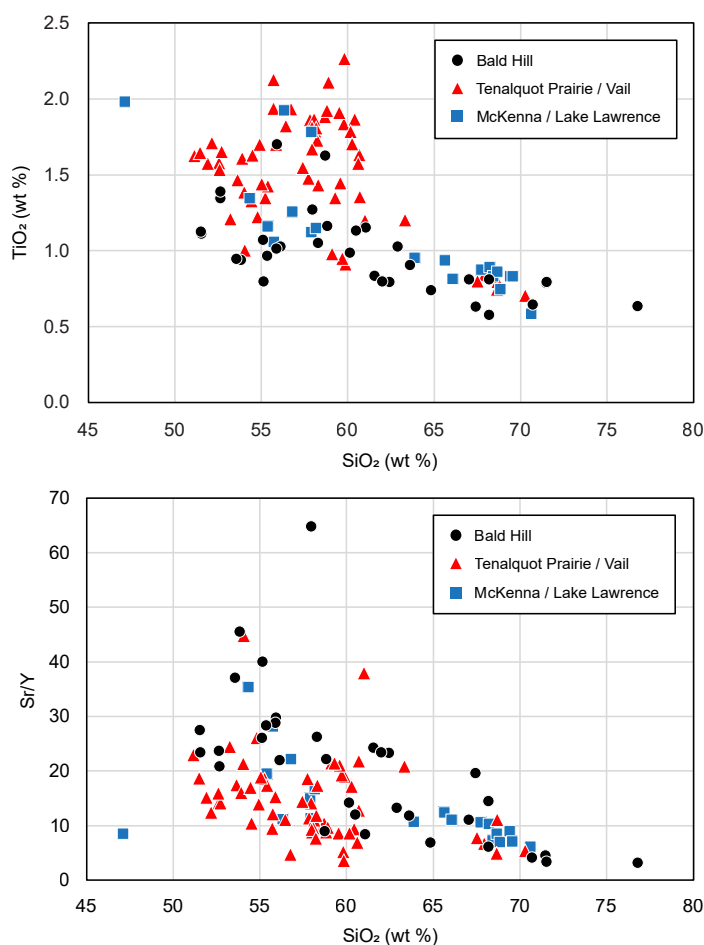 2.5
2.0
1.5
1.0
0.5
0.0
TiO₂ (wt %)
Bald Hill
Tenalquot Prairie / Vail
McKenna / Lake Lawrence
45 50 55 60 65 70 75 80
SiO₂ (wt %)
70
60
50
40
30
20
10
0
Sr/Y
Bald Hill
Tenalquot Prairie / Vail
McKenna / Lake Lawrence
45 50 55 60 65 70 75 80
SiO₂ (wt %)